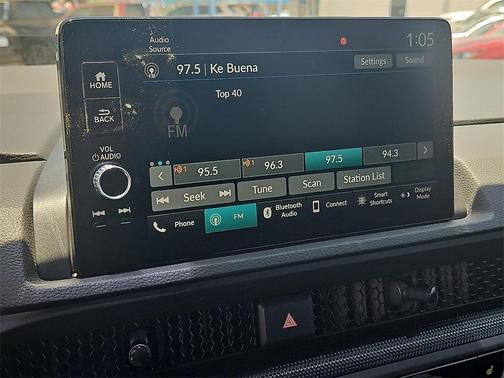 Audio
Source
1:05
97.5 | Ke Buena
Settings
Sound
HOME
Top 40
BACK
FM
VOL
AUDIO
1 95.5
1 96.3
97.5
94.3
Seek
Tune
Scan
Station List
Phone
FM
Bluetooth
Audio
Connect
Smart
Shortcuts
Display
Mode